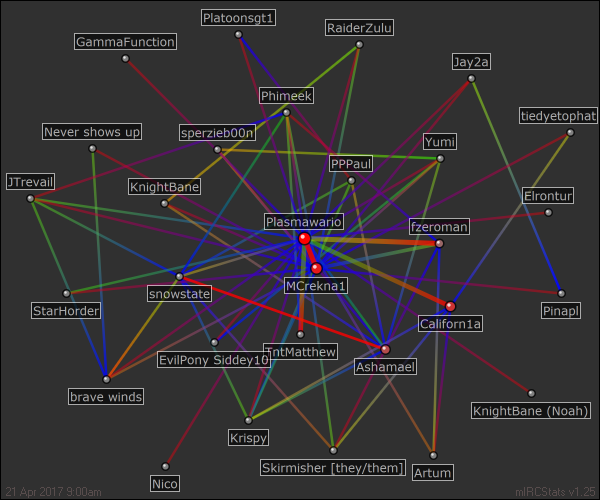 Platoonsgt1
RaiderZulu
GammaFunction
Jay2a
Phimeek
tiedyetophat
Never shows up
sperzieb00n
Yumi
PPPaul
JTrevail
KnightBane
Elrontur
Plasmawario
fzeroman
MCrekna1
snowstate
StarHorder
Pinapl
Californ1a
EvilPony Siddey10
TntMatthew
Ashamael
brave winds
KnightBane (Noah)
Krispy
Skirmisher [they/them]
Artum
Nico
21 Apr 2017 9:00am
mIRCStats v1.25